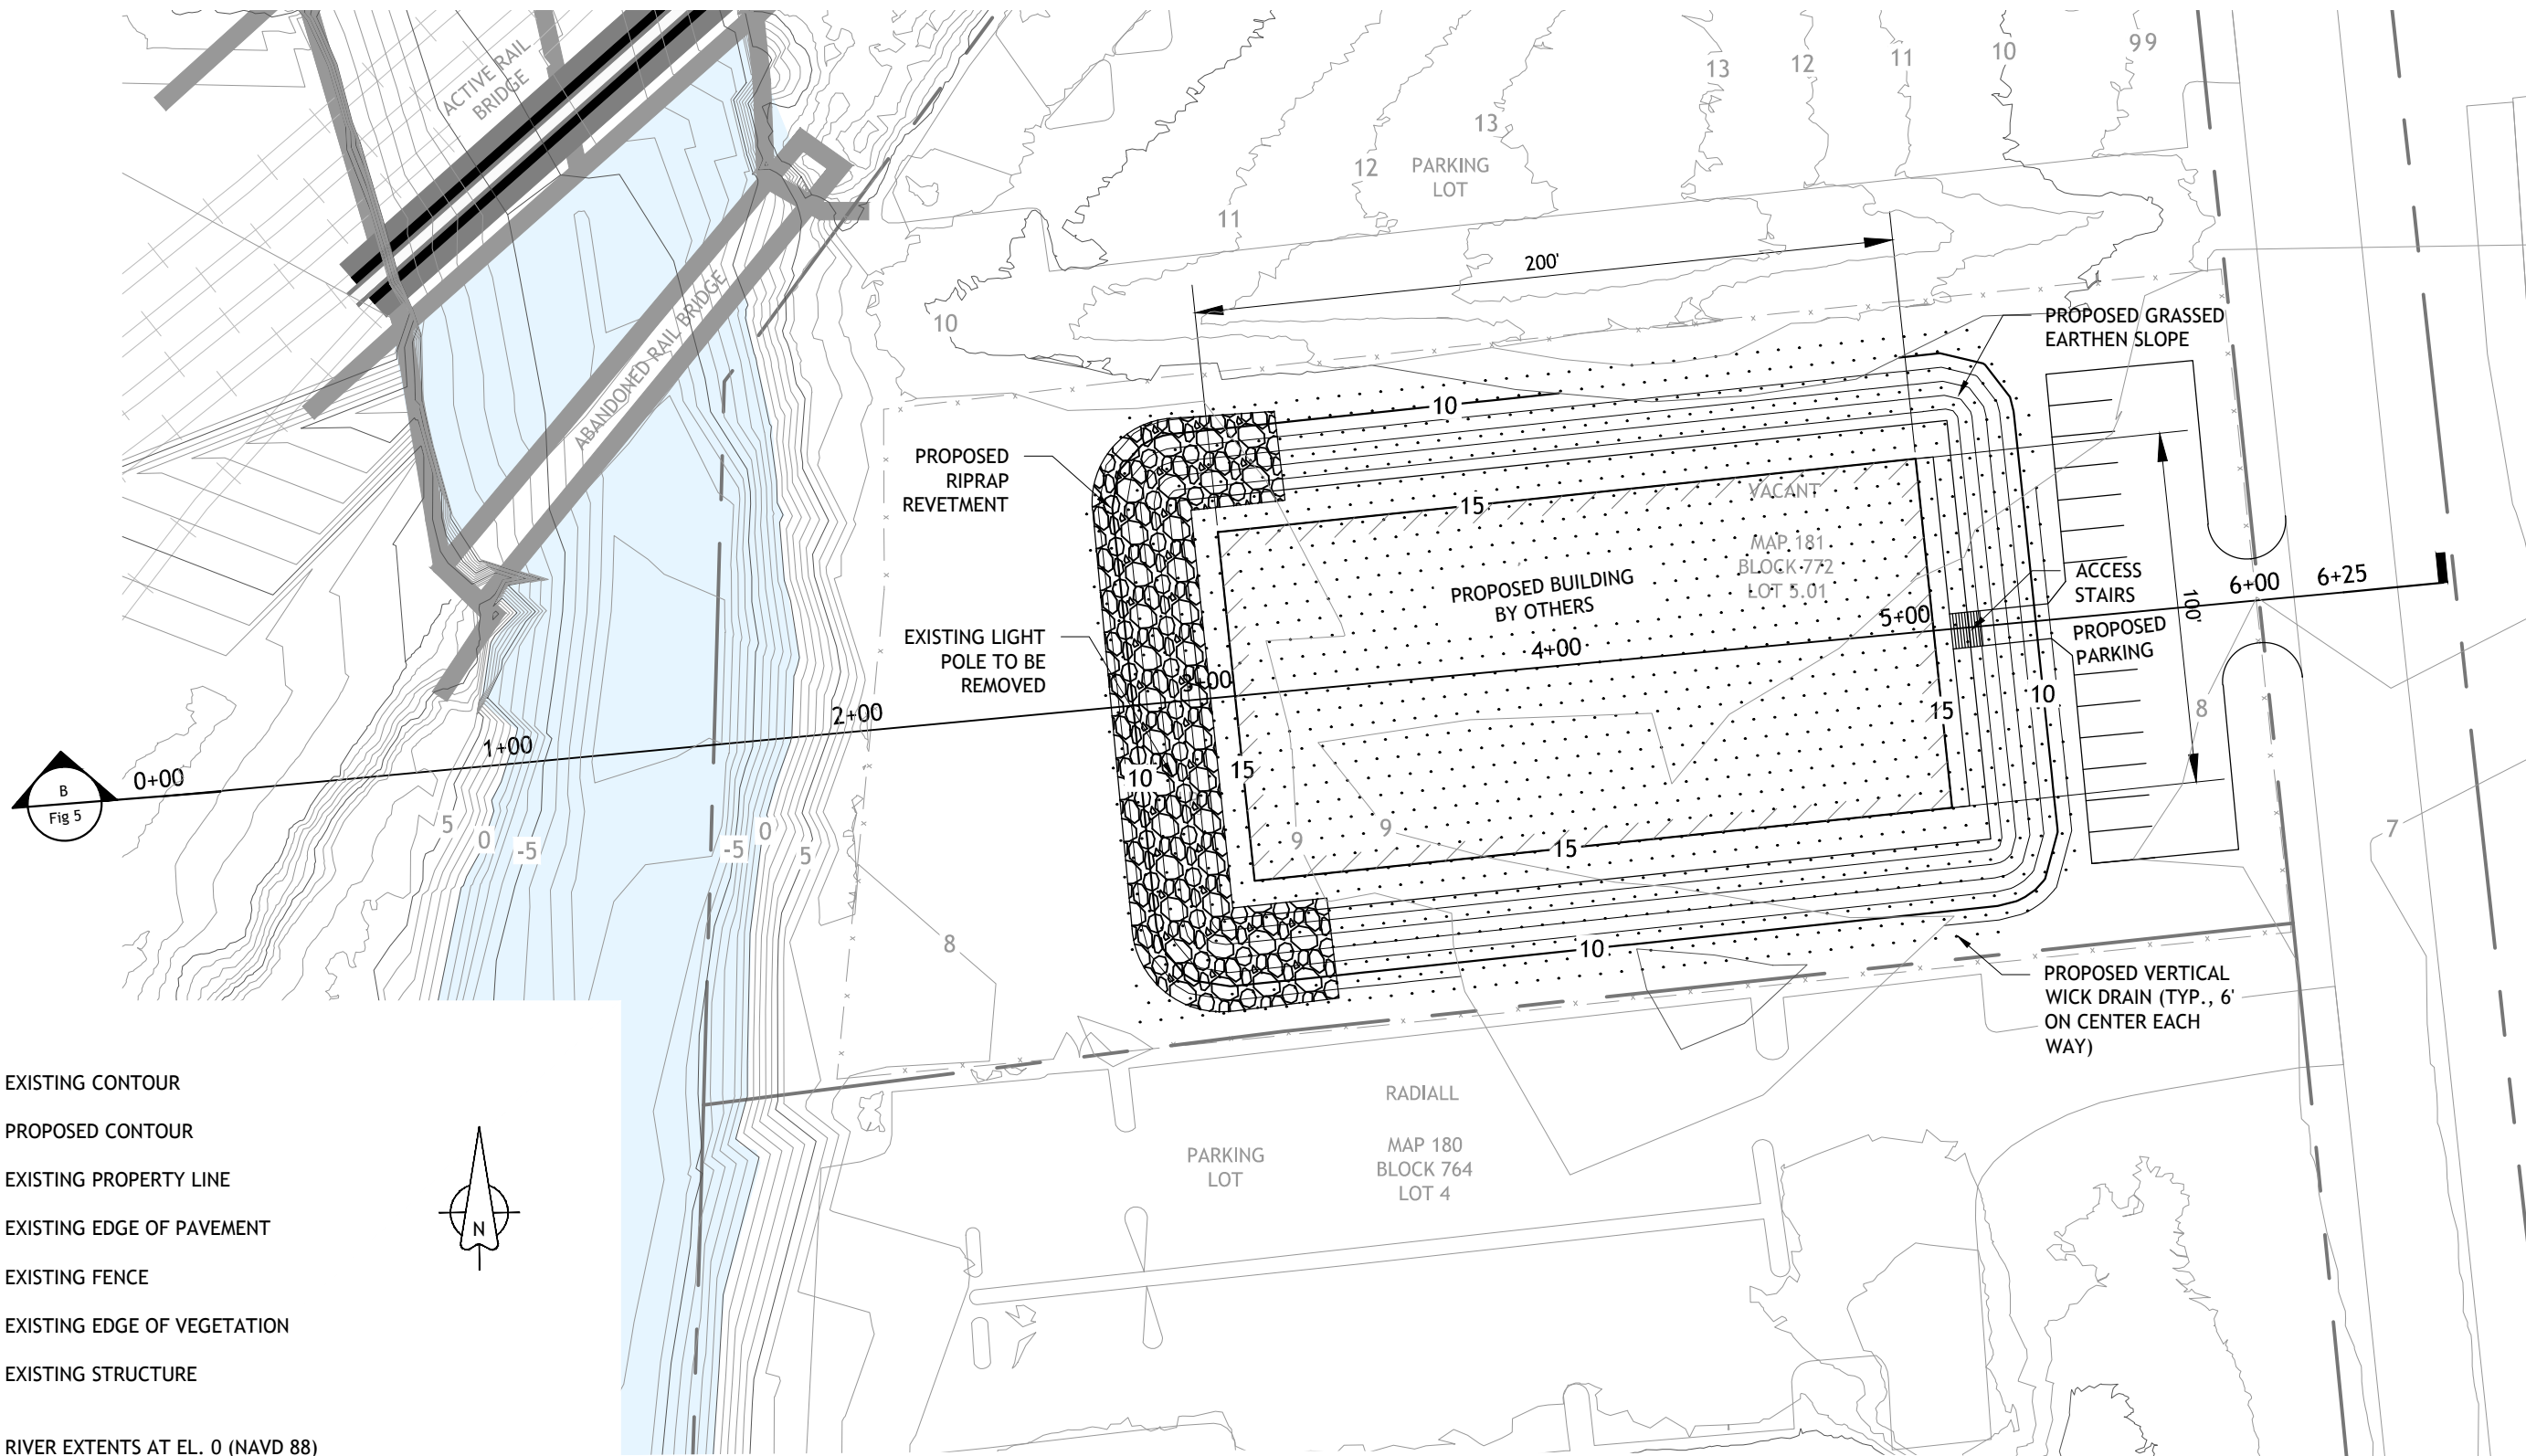 ACTIVE RAIL
BRIDGE
ABANDONED RAIL BRIDGE
13
12
11
10
99
13
12
11
10
PARKING
LOT
200'
PROPOSED GRASSED
EARTHEN SLOPE
PROPOSED
RIPRAP
REVETMENT
10
15
VACANT
MAP 181
BLOCK 772
LOT 5.01
PROPOSED BUILDING
BY OTHERS
ACCESS
STAIRS
PROPOSED
PARKING
100'
EXISTING LIGHT
POLE TO BE
REMOVED
B
Fig 5
0+00
1+00
2+00
3+00
4+00
5+00
6+00
6+25
10
15
15
10
8
5
0
-5
-5
0
5
9
9
15
7
8
10
PROPOSED VERTICAL
WICK DRAIN (TYP., 6'
ON CENTER EACH
WAY)
RADIALL
MAP 180
BLOCK 764
LOT 4
PARKING
LOT
EXISTING CONTOUR
PROPOSED CONTOUR
EXISTING PROPERTY LINE
EXISTING EDGE OF PAVEMENT
EXISTING FENCE
EXISTING EDGE OF VEGETATION
EXISTING STRUCTURE
RIVER EXTENTS AT EL. 0 (NAVD 88)
N